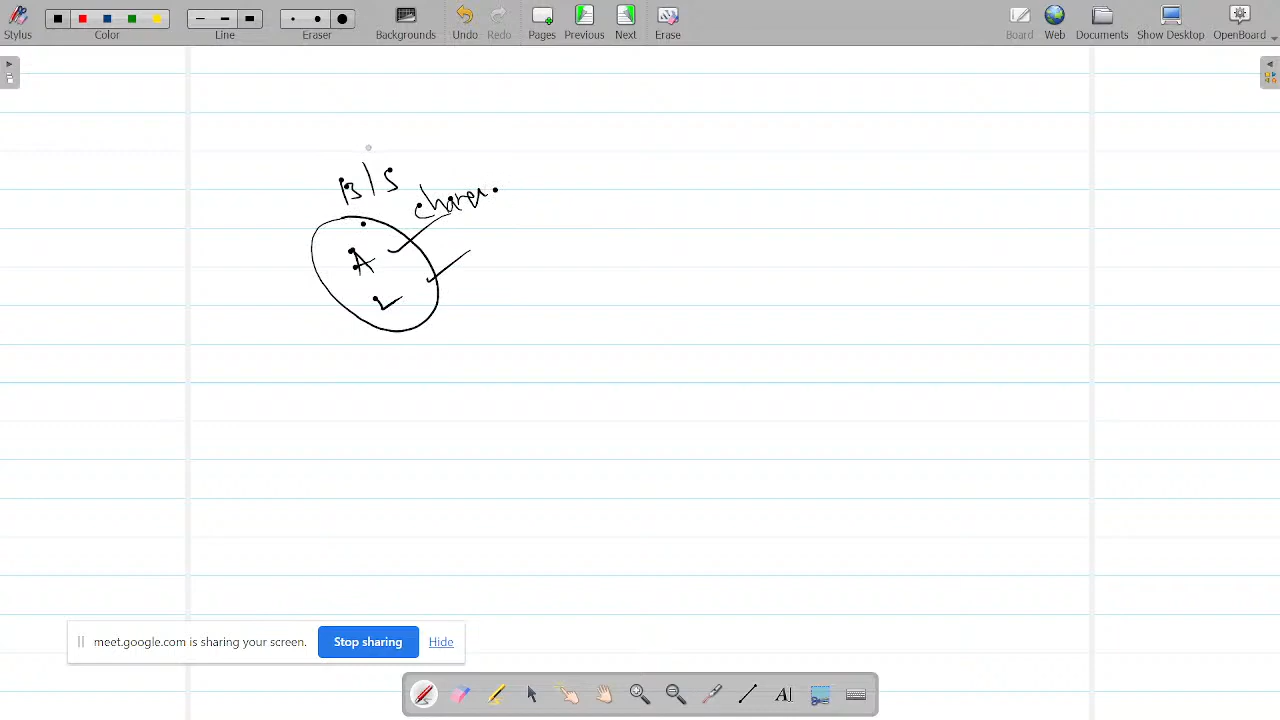 Stylus
Color
Line
Eraser
Backgrounds
Undo
Redo
Pages
Previous
Next
Erase
Board
Web
Documents
Show Desktop
OpenBoard
B/S
A
L
meet.google.com is sharing your screen.
Stop sharing
Hide